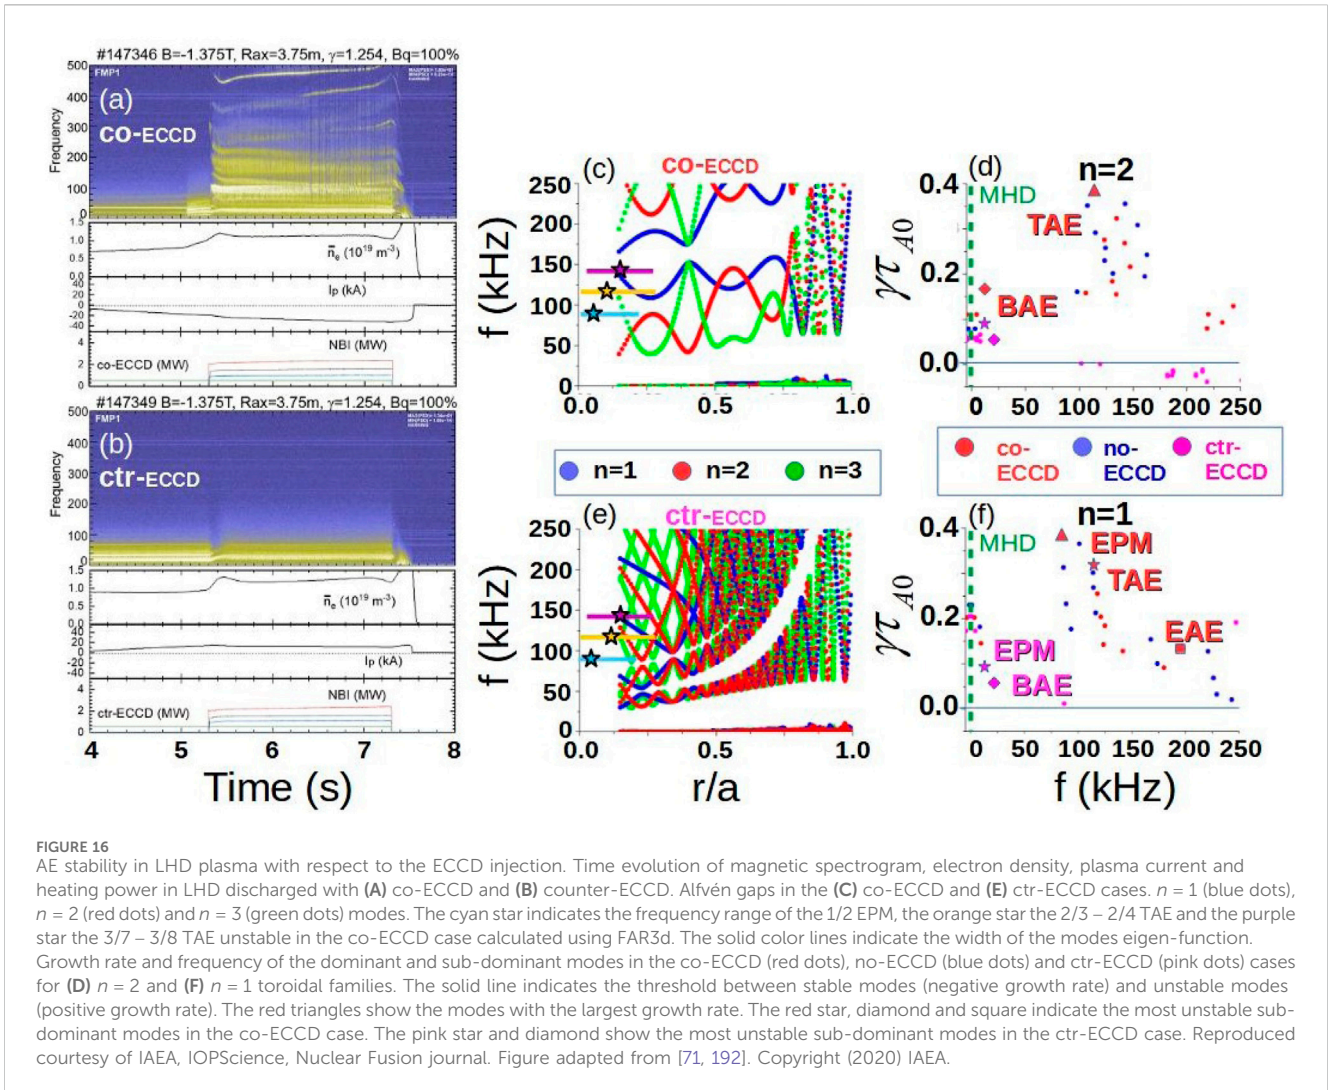 #147346 B=-1.375T, Rax=3.75m, γ=1.254, Bq=100%
FMP1
(a)
co-ECCD
Frequency
500
400
300
200
100
0
1.5
1.0
0.5
0.0
n̄e (10^19 m^-3)
40
20
0
-20
-40
Ip (kA)
4
2
0
NBI (MW)
co-ECCD (MW)
#147349 B=-1.375T, Rax=3.75m, γ=1.254, Bq=100%
FMP1
(b)
ctr-ECCD
Frequency
500
400
300
200
100
0
1.5
1.0
0.5
0.0
n̄e (10^19 m^-3)
40
20
0
-20
-40
Ip (kA)
4
2
0
NBI (MW)
ctr-ECCD (MW)
4 5 6 7 8
Time (s)
(c) co-ECCD
f (kHz)
250
200
150
100
50
0
0.0 0.5 1.0
n=1 n=2 n=3
(e) ctr-ECCD
f (kHz)
250
200
150
100
50
0
0.0 0.5 1.0
r/a
(d) n=2
γτA0
0.4
0.2
0.0
MHD
TAE
BAE
0 50 100 150 200 250
co-ECCD
no-ECCD
ctr-ECCD
(f) n=1
γτA0
0.4
0.2
0.0
MHD
EPM
TAE
EAE
EPM
BAE
0 50 100 150 200 250
f (kHz)
FIGURE 16
AE stability in LHD plasma with respect to the ECCD injection. Time evolution of magnetic spectrogram, electron density, plasma current and
heating power in LHD discharged with (A) co-ECCD and (B) counter-ECCD. Alfvén gaps in the (C) co-ECCD and (E) ctr-ECCD cases. n = 1 (blue dots),
n = 2 (red dots) and n = 3 (green dots) modes. The cyan star indicates the frequency range of the 1/2 EPM, the orange star the 2/3 – 2/4 TAE and the purple
star the 3/7 – 3/8 TAE unstable in the co-ECCD case calculated using FAR3d. The solid color lines indicate the width of the modes eigen-function.
Growth rate and frequency of the dominant and sub-dominant modes in the co-ECCD (red dots), no-ECCD (blue dots) and ctr-ECCD (pink dots) cases
for (D) n = 2 and (F) n = 1 toroidal families. The solid line indicates the threshold between stable modes (negative growth rate) and unstable modes
(positive growth rate). The red triangles show the modes with the largest growth rate. The red star, diamond and square indicate the most unstable sub-
dominant modes in the co-ECCD case. The pink star and diamond show the most unstable sub-dominant modes in the ctr-ECCD case. Reproduced
courtesy of IAEA, IOPScience, Nuclear Fusion journal. Figure adapted from [71, 192]. Copyright (2020) IAEA.